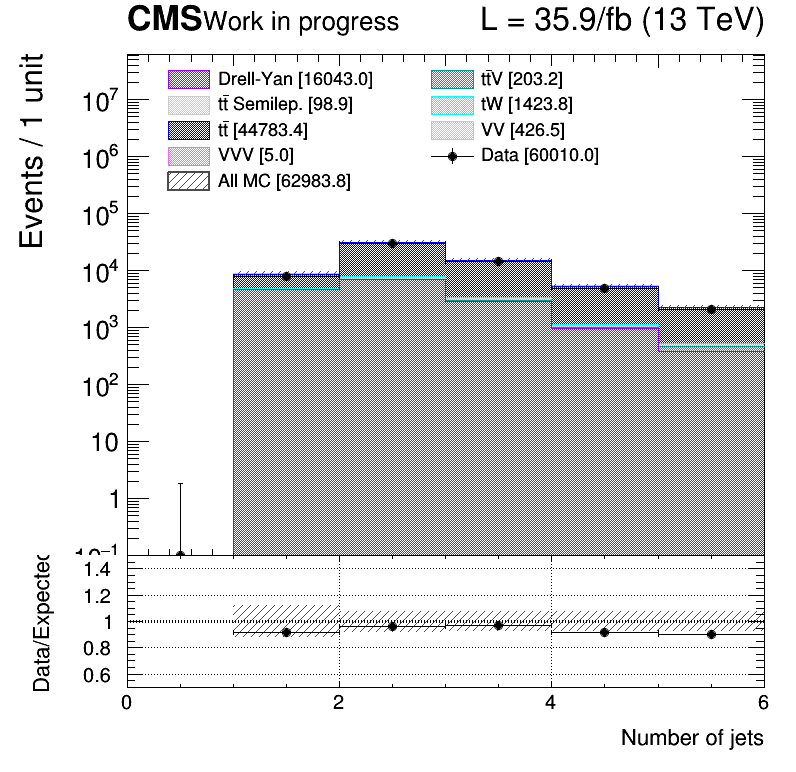 CMS Work in progress L = 35.9/fb (13 TeV)
Events / 1 unit
Drell-Yan [16043.0]
tt̄ Semilep. [98.9]
tt̄ [44783.4]
VVV [5.0]
All MC [62983.8]
tt̄V [203.2]
tW [1423.8]
VV [426.5]
Data [60010.0]
10⁷
10⁶
10⁵
10⁴
10³
10²
10
1
10⁻¹
Data/Expected
1.4
1.2
1
0.8
0.6
0 2 4 6
Number of jets